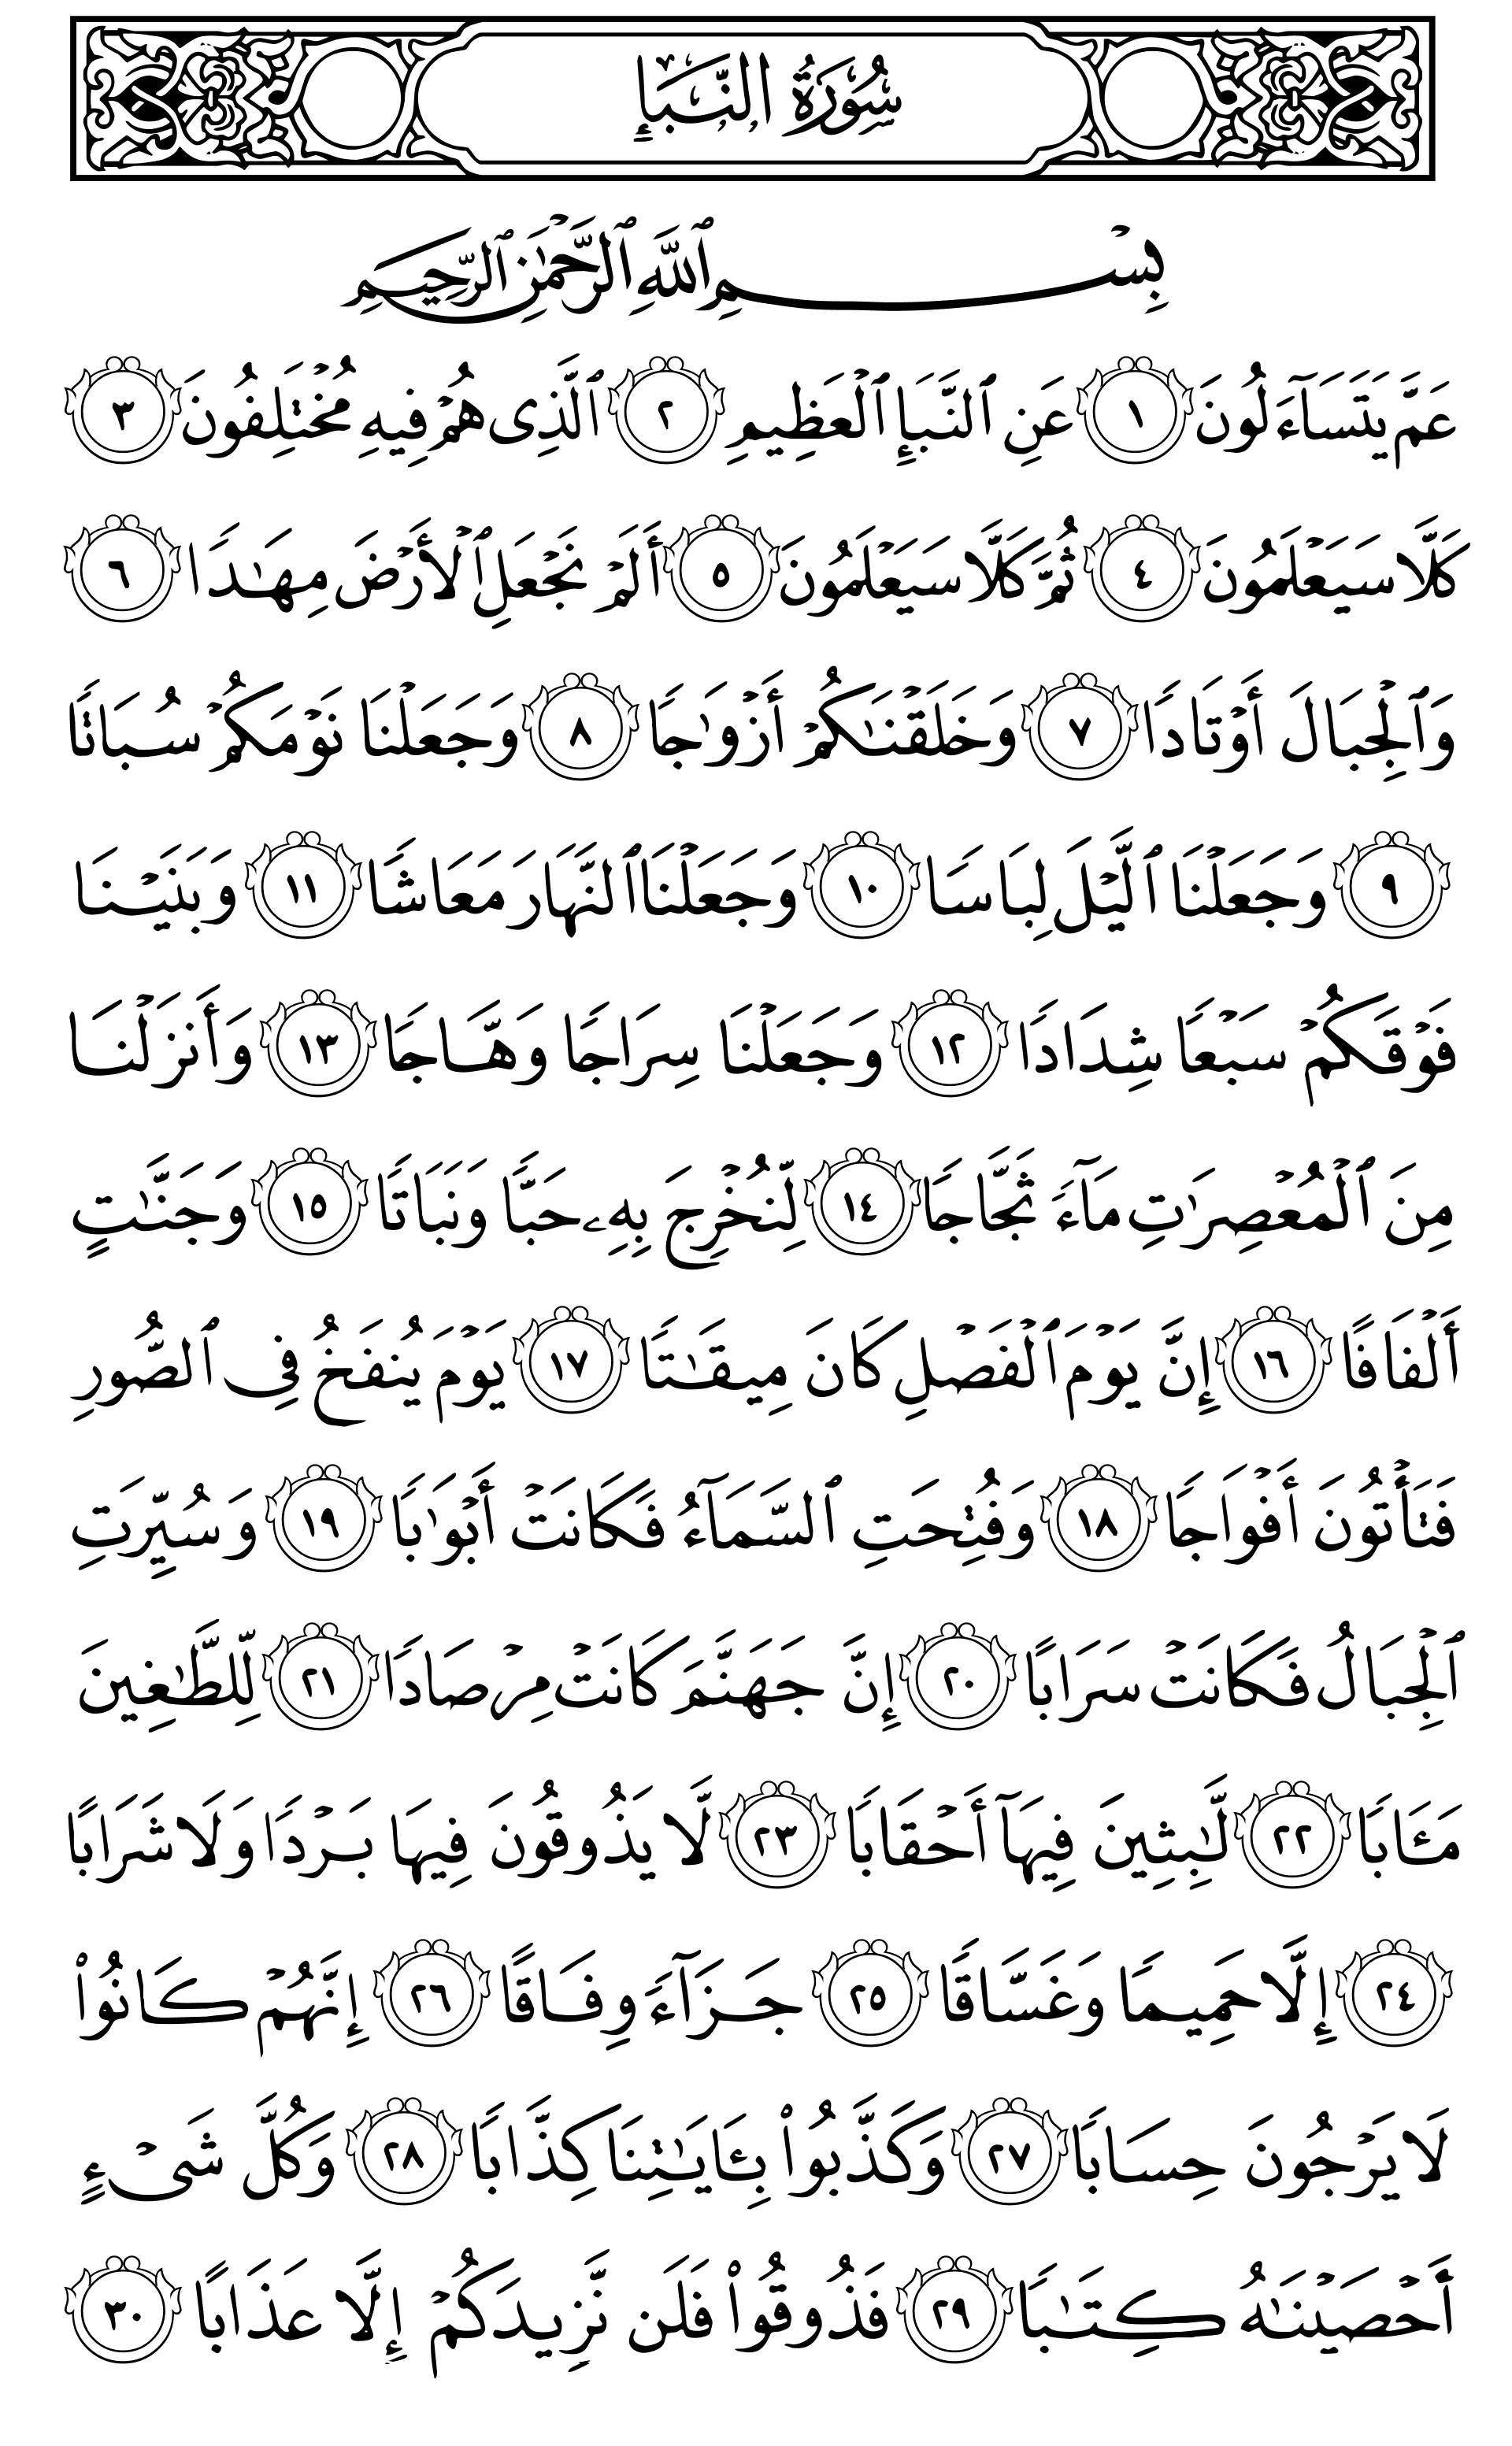 سُورَةُ النَّبَإِ
بِسْمِ ٱللَّهِ ٱلرَّحْمَٰنِ ٱلرَّحِيمِ
عَمَّ يَتَسَآءَلُونَ ١ عَنِ ٱلنَّبَإِ ٱلْعَظِيمِ ٢ ٱلَّذِى هُمْ فِيهِ مُخْتَلِفُونَ ٣
كَلَّا سَيَعْلَمُونَ ٤ ثُمَّ كَلَّا سَيَعْلَمُونَ ٥ أَلَمْ نَجْعَلِ ٱلْأَرْضَ مِهَٰدًا ٦
وَٱلْجِبَالَ أَوْتَادًا ٧ وَخَلَقْنَٰكُمْ أَزْوَٰجًا ٨ وَجَعَلْنَا نَوْمَكُمْ سُبَاتًا
٩ وَجَعَلْنَا ٱلَّيْلَ لِبَاسًا ١٠ وَجَعَلْنَا ٱلنَّهَارَ مَعَاشًا ١١ وَبَنَيْنَا
فَوْقَكُمْ سَبْعًا شِدَادًا ١٢ وَجَعَلْنَا سِرَاجًا وَهَّاجًا ١٣ وَأَنزَلْنَا
مِنَ ٱلْمُعْصِرَٰتِ مَآءً ثَجَّاجًا ١٤ لِّنُخْرِجَ بِهِۦ حَبًّا وَنَبَاتًا ١٥ وَجَنَّٰتٍ
أَلْفَافًا ١٦ إِنَّ يَوْمَ ٱلْفَصْلِ كَانَ مِيقَٰتًا ١٧ يَوْمَ يُنفَخُ فِى ٱلصُّورِ
فَتَأْتُونَ أَفْوَاجًا ١٨ وَفُتِحَتِ ٱلسَّمَآءُ فَكَانَتْ أَبْوَٰبًا ١٩ وَسُيِّرَتِ
ٱلْجِبَالُ فَكَانَتْ سَرَابًا ٢٠ إِنَّ جَهَنَّمَ كَانَتْ مِرْصَادًا ٢١ لِّلطَّٰغِينَ
مَـَٔابًا ٢٢ لَّٰبِثِينَ فِيهَآ أَحْقَابًا ٢٣ لَّا يَذُوقُونَ فِيهَا بَرْدًا وَلَا شَرَابًا
٢٤ إِلَّا حَمِيمًا وَغَسَّاقًا ٢٥ جَزَآءً وِفَاقًا ٢٦ إِنَّهُمْ كَانُوا۟
لَا يَرْجُونَ حِسَابًا ٢٧ وَكَذَّبُوا۟ بِـَٔايَٰتِنَا كِذَّابًا ٢٨ وَكُلَّ شَىْءٍ
أَحْصَيْنَٰهُ كِتَٰبًا ٢٩ فَذُوقُوا۟ فَلَن نَّزِيدَكُمْ إِلَّا عَذَابًا ٣٠